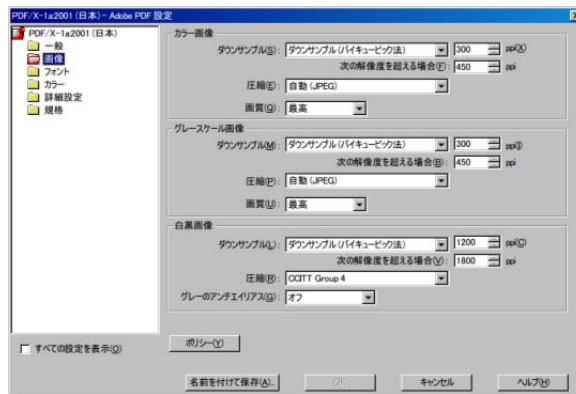 PDF/X-1a2001 (日本) - Adobe PDF 設定
PDF/X-1a2001 (日本)
一般
画像
フォント
カラー
詳細設定
規格
すべての設定を表示(O)
カラー画像
ダウンサンプル(S): ダウンサンプル (バイキュービック法) 300 ppi(X)
次の解像度を超える場合(F): 450 ppi
圧縮(E): 自動 (JPEG)
画質(Q): 最高
グレースケール画像
ダウンサンプル(M): ダウンサンプル (バイキュービック法) 300 ppi(I)
次の解像度を超える場合(B): 450 ppi
圧縮(P): 自動 (JPEG)
画質(U): 最高
白黒画像
ダウンサンプル(L): ダウンサンプル (バイキュービック法) 1200 ppi(C)
次の解像度を超える場合(V): 1800 ppi
圧縮(R): CCITT Group 4
グレーのアンチエイリアス(G): オフ
ポリシー(Y)
名前を付けて保存(A)... OK キャンセル ヘルプ(H)